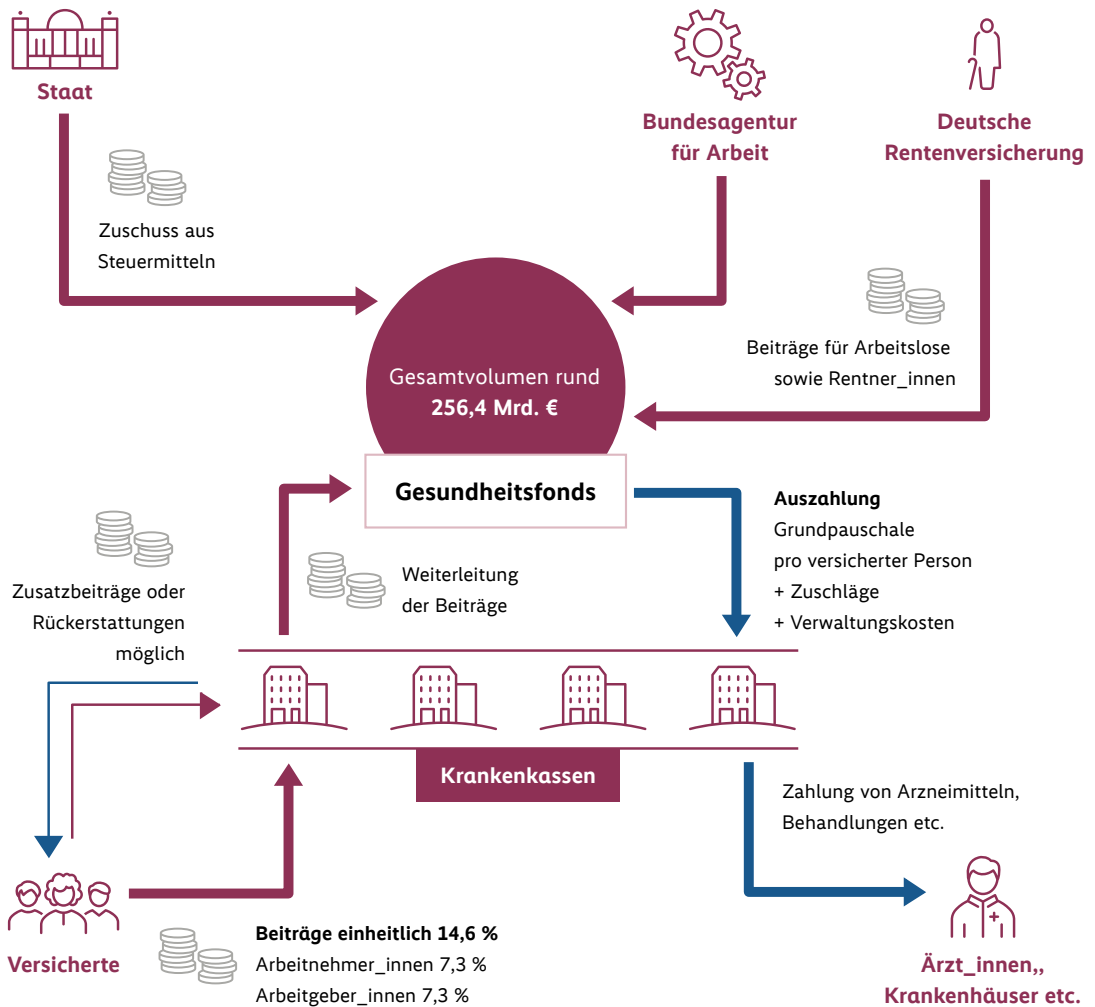 Staat
Bundesagentur
für Arbeit
Deutsche
Rentenversicherung
Zuschuss aus
Steuermitteln
Beiträge für Arbeitslose
sowie Rentner_innen
Gesamtvolumen rund
256,4 Mrd. €
Gesundheitsfonds
Auszahlung
Grundpauschale
pro versicherter Person
+ Zuschläge
+ Verwaltungskosten
Zusatzbeiträge oder
Rückerstattungen
möglich
Weiterleitung
der Beiträge
Krankenkassen
Zahlung von Arzneimitteln,
Behandlungen etc.
Versicherte
Beiträge einheitlich 14,6 %
Arbeitnehmer_innen 7,3 %
Arbeitgeber_innen 7,3 %
Ärzt_innen,,
Krankenhäuser etc.